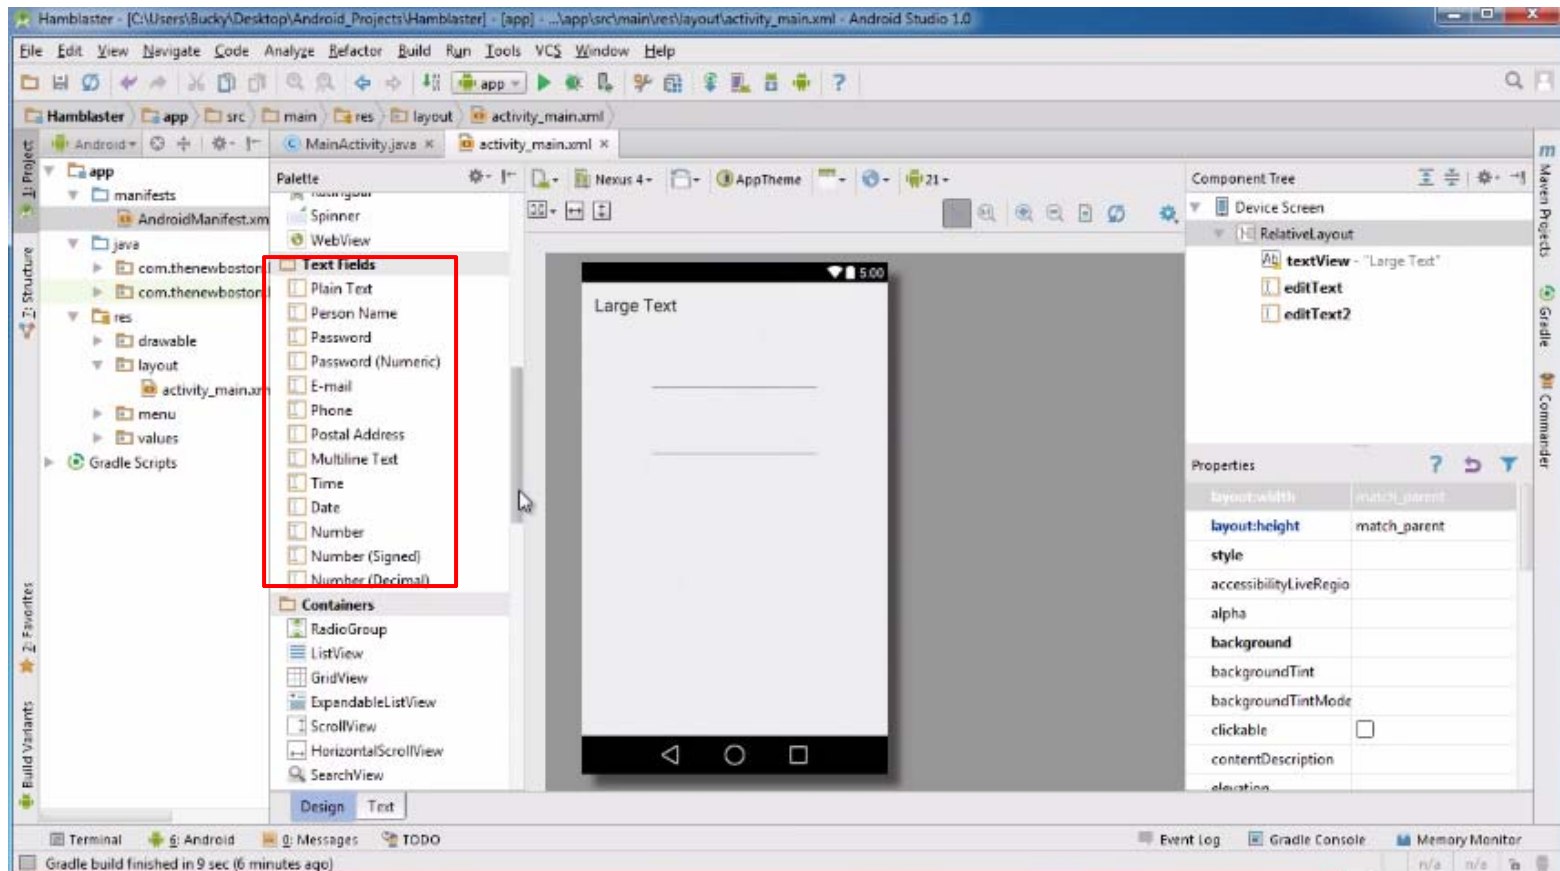 Hamblaster - [C:\Users\Bucky\Desktop\Android_Projects\Hamblaster] - [app] - ...\app\src\main\res\layout\activity_main.xml - Android Studio 1.0
File Edit View Navigate Code Analyze Refactor Build Run Tools VCS Window Help
app
Hamblaster app src main res layout activity_main.xml
1: Project
7: Structure
2: Favorites
Build Variants
Android
app
manifests
AndroidManifest.xm
java
com.thenewboston.
com.thenewboston.
res
drawable
layout
activity_main.xm
menu
values
Gradle Scripts
MainActivity.java activity_main.xml
Palette
RatingBar
Spinner
WebView
Text Fields
Plain Text
Person Name
Password
Password (Numeric)
E-mail
Phone
Postal Address
Multiline Text
Time
Date
Number
Number (Signed)
Number (Decimal)
Containers
RadioGroup
ListView
GridView
ExpandableListView
ScrollView
HorizontalScrollView
SearchView
Design Text
Nexus 4 AppTheme 21
5:00
Large Text
Component Tree
Device Screen
RelativeLayout
Ab textView - "Large Text"
editText
editText2
Properties
layout:width match_parent
layout:height match_parent
style
accessibilityLiveRegio
alpha
background
backgroundTint
backgroundTintMode
clickable
contentDescription
elevation
m Maven Projects
Gradle
Commander
Terminal 6: Android 0: Messages TODO Event Log Gradle Console Memory Monitor
Gradle build finished in 9 sec (6 minutes ago) n/a n/a